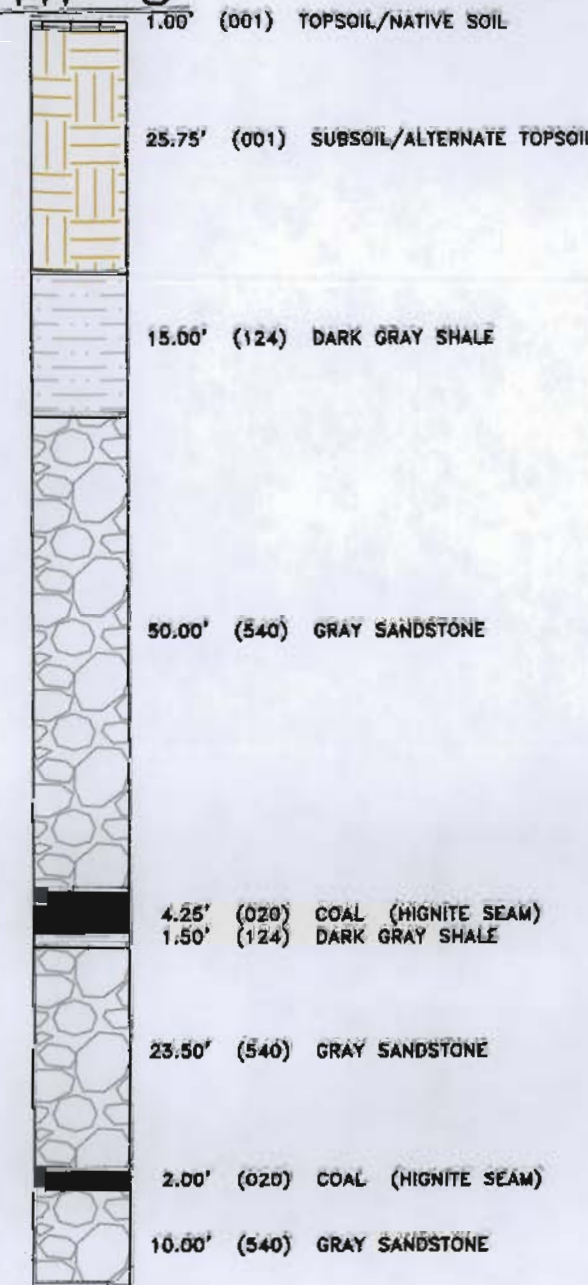 1.00' (001) TOPSOIL/NATIVE SOIL
25.75' (001) SUBSOIL/ALTERNATE TOPSOIL
15.00' (124) DARK GRAY SHALE
50.00' (540) GRAY SANDSTONE
4.25' (020) COAL (HIGNITE SEAM)
1.50' (124) DARK GRAY SHALE
23.50' (540) GRAY SANDSTONE
2.00' (020) COAL (HIGNITE SEAM)
10.00' (540) GRAY SANDSTONE